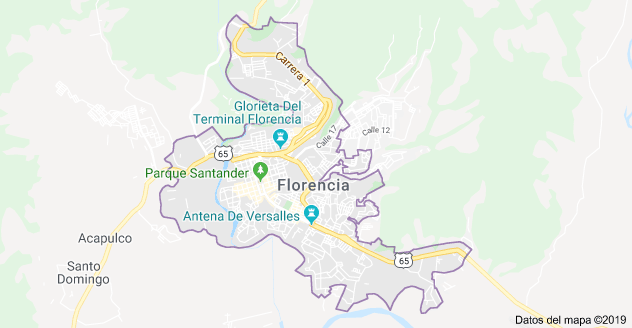 Carrera 1
Glorieta Del
Terminal Florencia
Calle 17
Calle 12
65
Parque Santander
Florencia
Antena De Versalles
Acapulco
65
Santo
Domingo
Datos del mapa ©2019